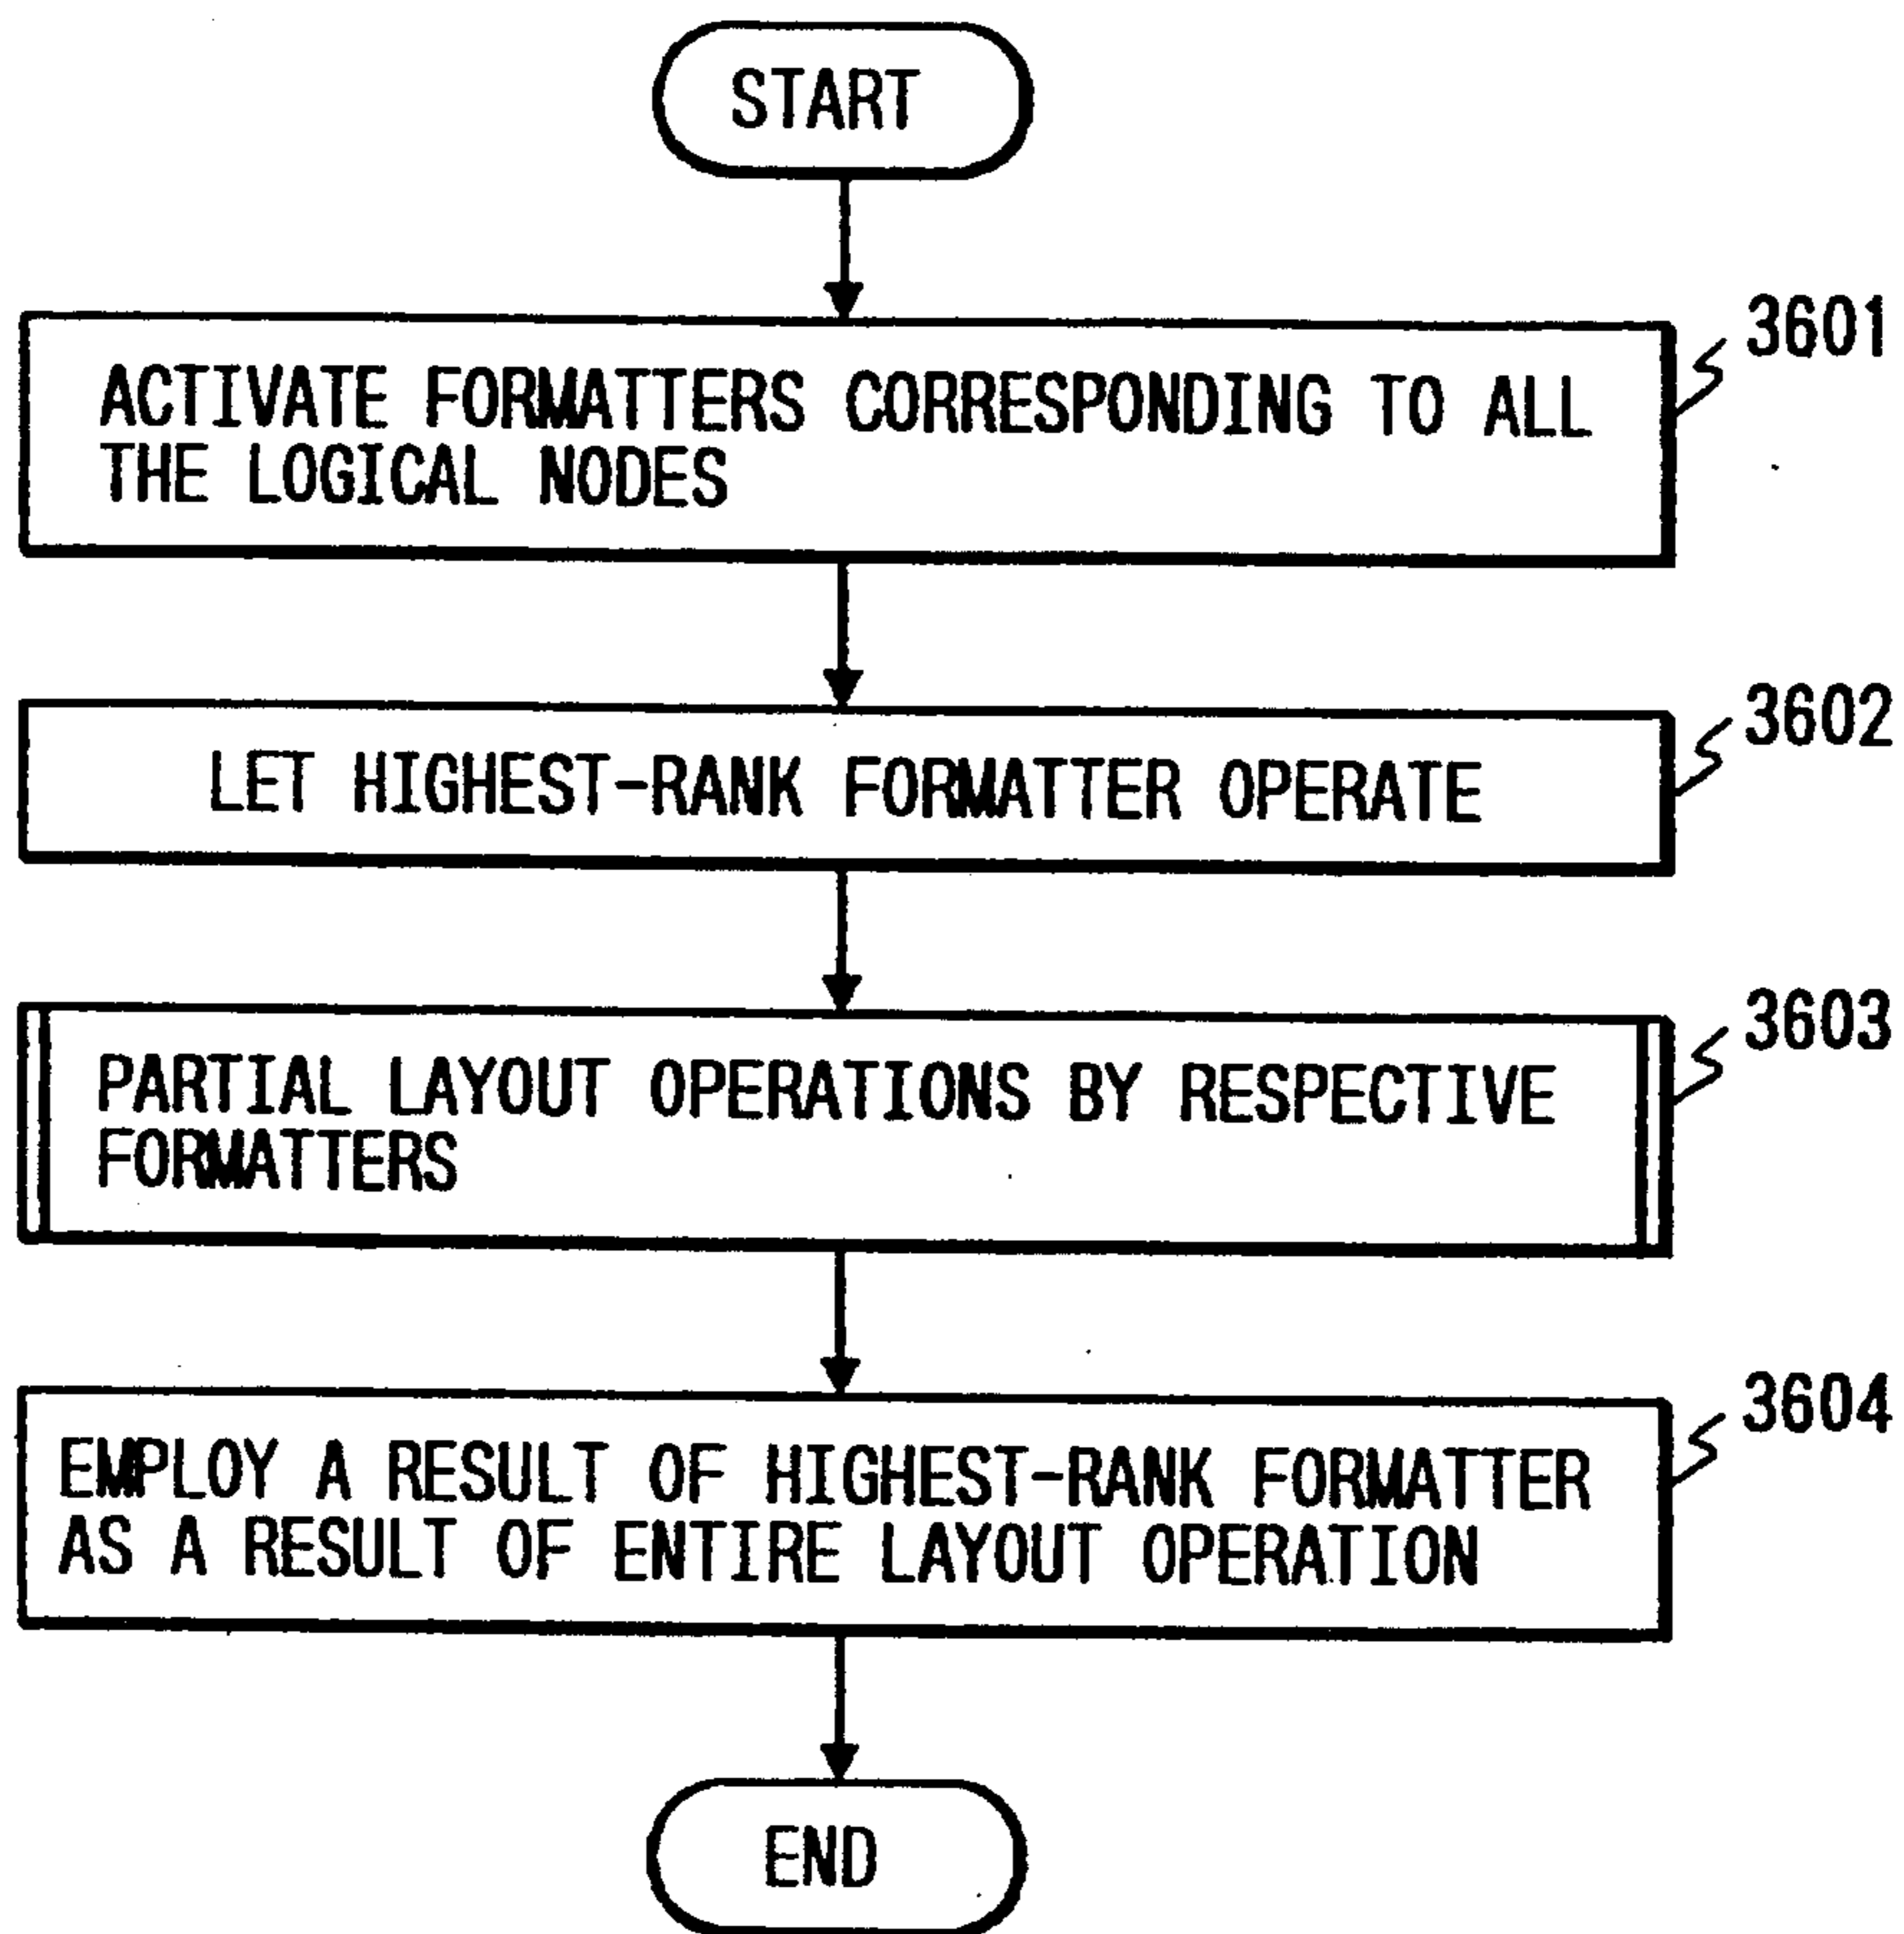 START
3601
ACTIVATE FORMATTERS CORRESPONDING TO ALL
THE LOGICAL NODES
3602
LET HIGHEST-RANK FORMATTER OPERATE
3603
PARTIAL LAYOUT OPERATIONS BY RESPECTIVE
FORMATTERS
3604
EMPLOY A RESULT OF HIGHEST-RANK FORMATTER
AS A RESULT OF ENTIRE LAYOUT OPERATION
END